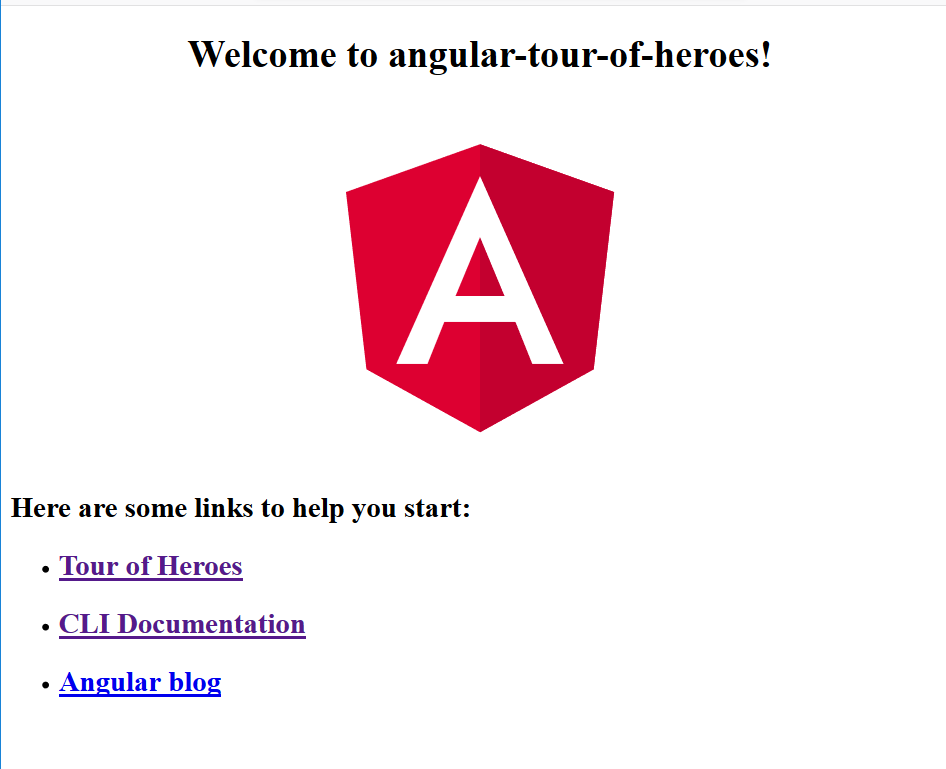 Welcome to angular-tour-of-heroes!
A
Here are some links to help you start:
Tour of Heroes
CLI Documentation
Angular blog